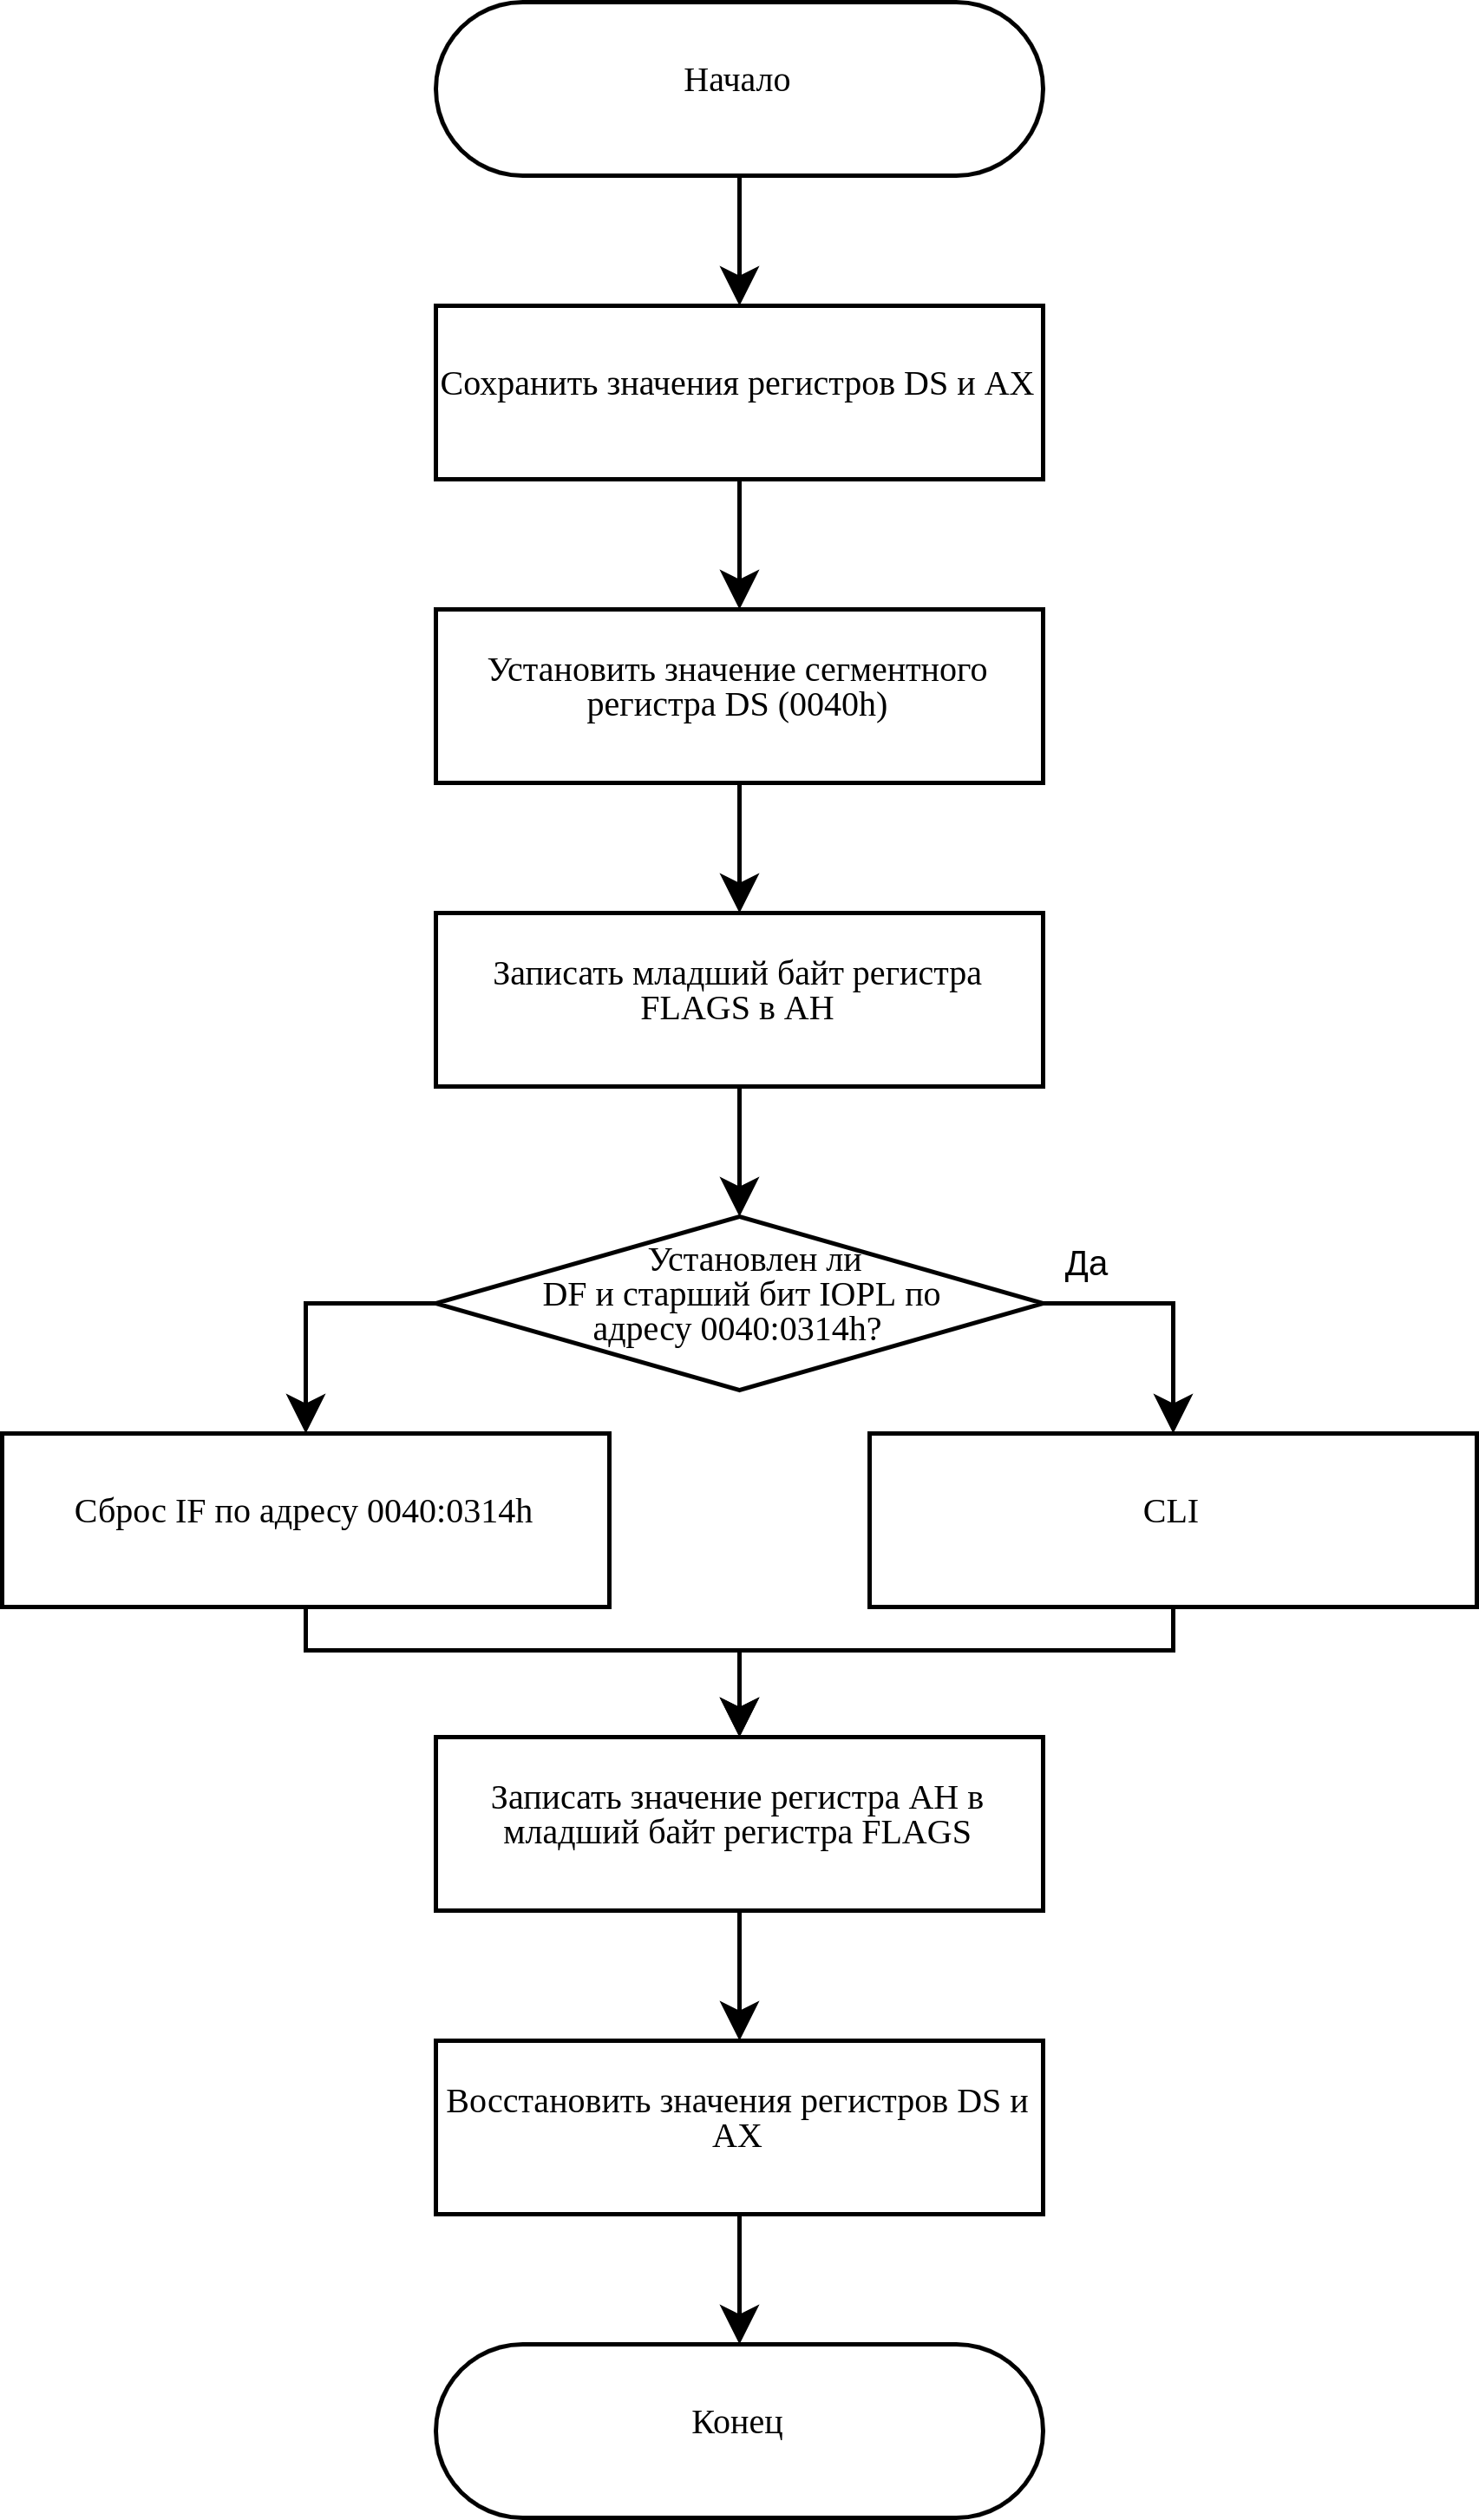 Начало
Сохранить значения регистров DS и AX
Установить значение сегментного
регистра DS (0040h)
Записать младший байт регистра
FLAGS в AH
Установлен ли
DF и старший бит IOPL по
адресу 0040:0314h?
Да
Сброс IF по адресу 0040:0314h
CLI
Записать значение регистра AH в
младший байт регистра FLAGS
Восстановить значения регистров DS и
AX
Конец